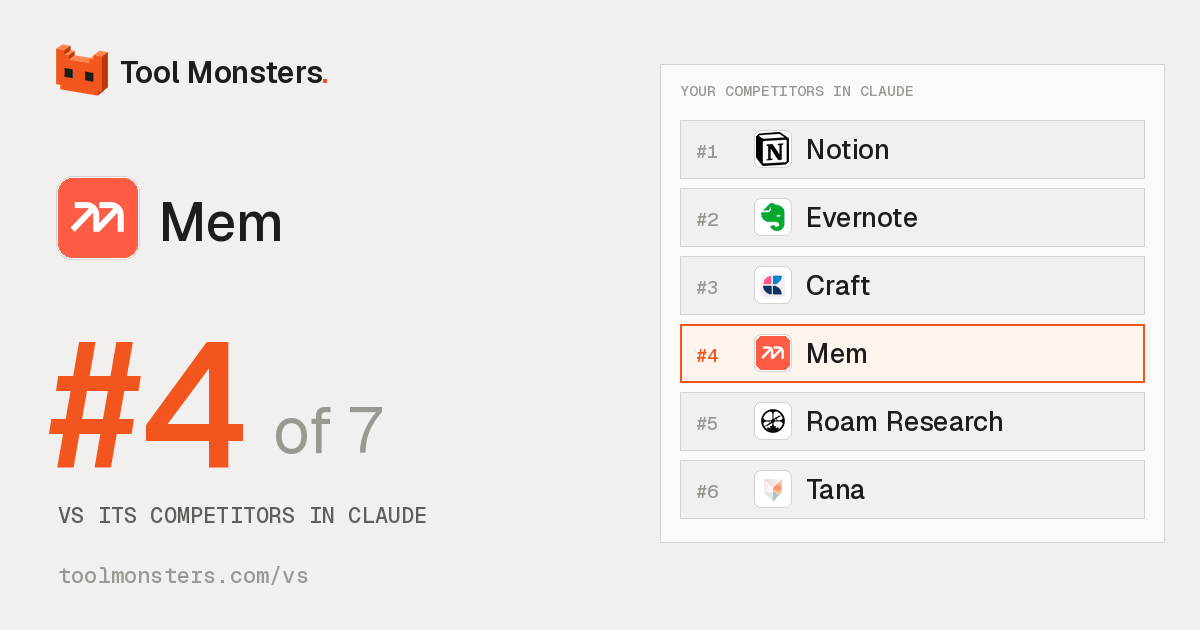 Tool Monsters.
Mem
#4 of 7
VS ITS COMPETITORS IN CLAUDE
toolmonsters.com/vs
YOUR COMPETITORS IN CLAUDE
#1 Notion
#2 Evernote
#3 Craft
#4 Mem
#5 Roam Research
#6 Tana